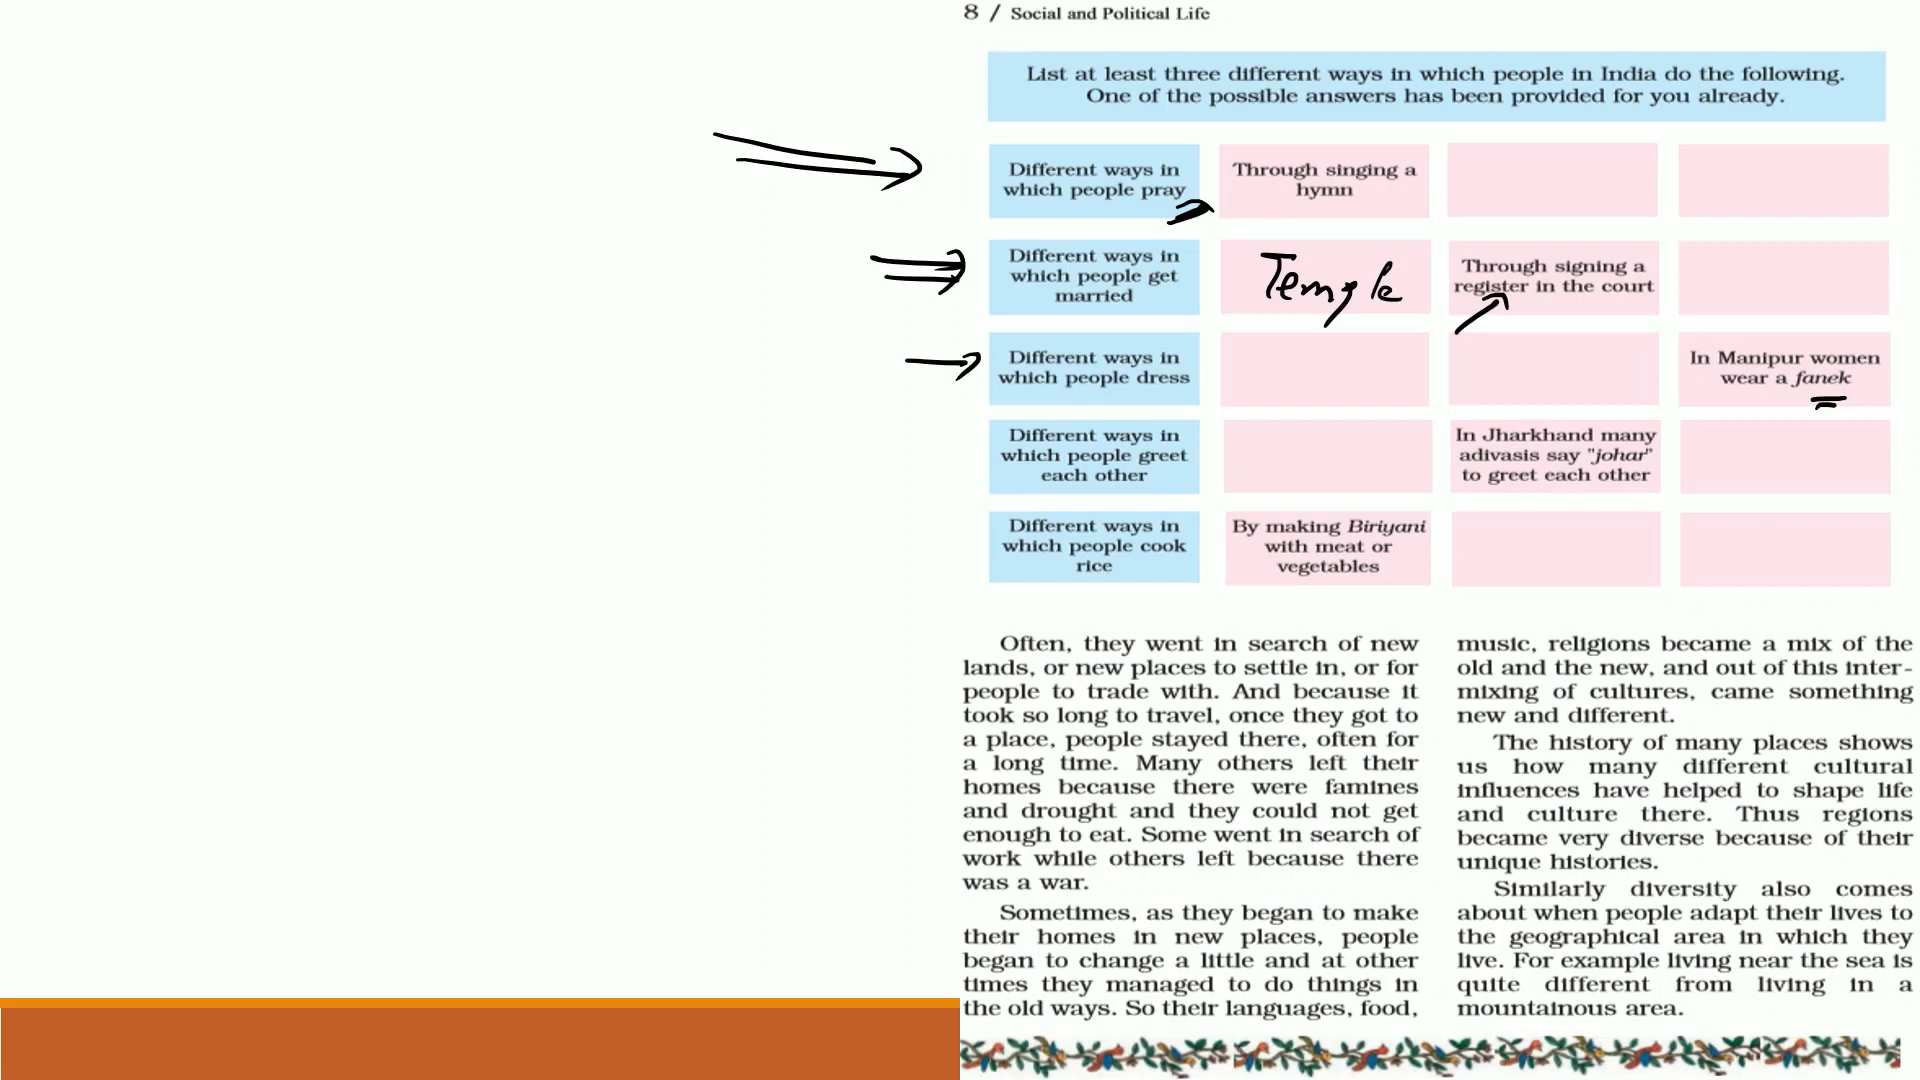 8 / Social and Political Life
List at least three different ways in which people in India do the following.
One of the possible answers has been provided for you already.
Different ways in
which people pray
Through singing a
hymn
Different ways in
which people get
married
Temple
Through signing a
register in the court
Different ways in
which people dress
In Manipur women
wear a fanek
Different ways in
which people greet
each other
In Jharkhand many
adivasis say "johar"
to greet each other
Different ways in
which people cook
rice
By making Biriyani
with meat or
vegetables
Often, they went in search of new
lands, or new places to settle in, or for
people to trade with. And because it
took so long to travel, once they got to
a place, people stayed there, often for
a long time. Many others left their
homes because there were famines
and drought and they could not get
enough to eat. Some went in search of
work while others left because there
was a war.
Sometimes, as they began to make
their homes in new places, people
began to change a little and at other
times they managed to do things in
the old ways. So their languages, food,
music, religions became a mix of the
old and the new, and out of this inter-
mixing of cultures, came something
new and different.
The history of many places shows
us how many different cultural
influences have helped to shape life
and culture there. Thus regions
became very diverse because of their
unique histories.
Similarly diversity also comes
about when people adapt their lives to
the geographical area in which they
live. For example living near the sea is
quite different from living in a
mountainous area.